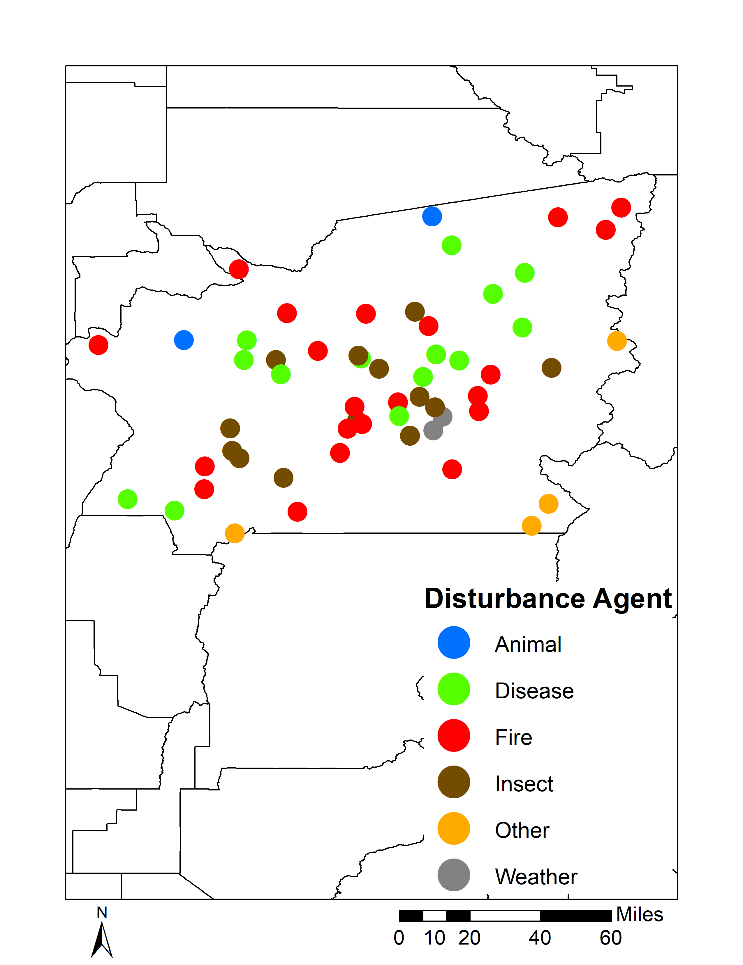 Disturbance Agent
Animal
Disease
Fire
Insect
Other
Weather
N
Miles
0 10 20 40 60